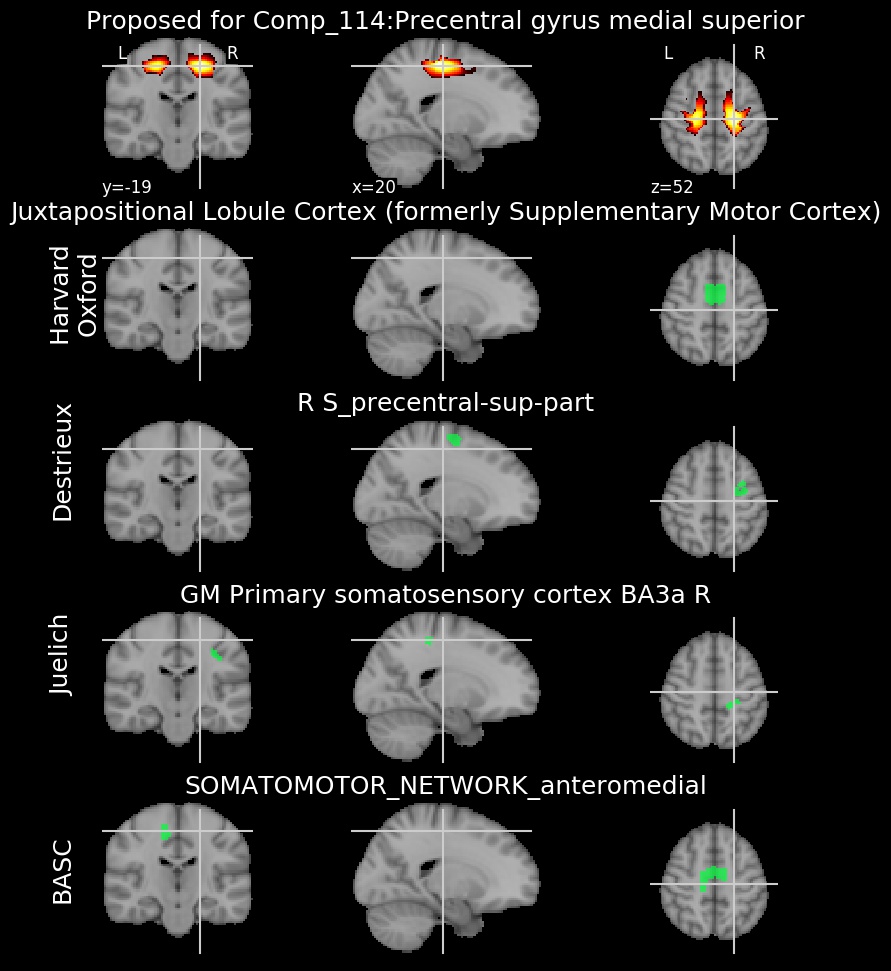 Proposed for Comp_114:Precentral gyrus medial superior
L R
L R
y=-19 x=20 z=52
Juxtapositional Lobule Cortex (formerly Supplementary Motor Cortex)
Harvard
Oxford
R S_precentral-sup-part
Destrieux
GM Primary somatosensory cortex BA3a R
Juelich
SOMATOMOTOR_NETWORK_anteromedial
BASC